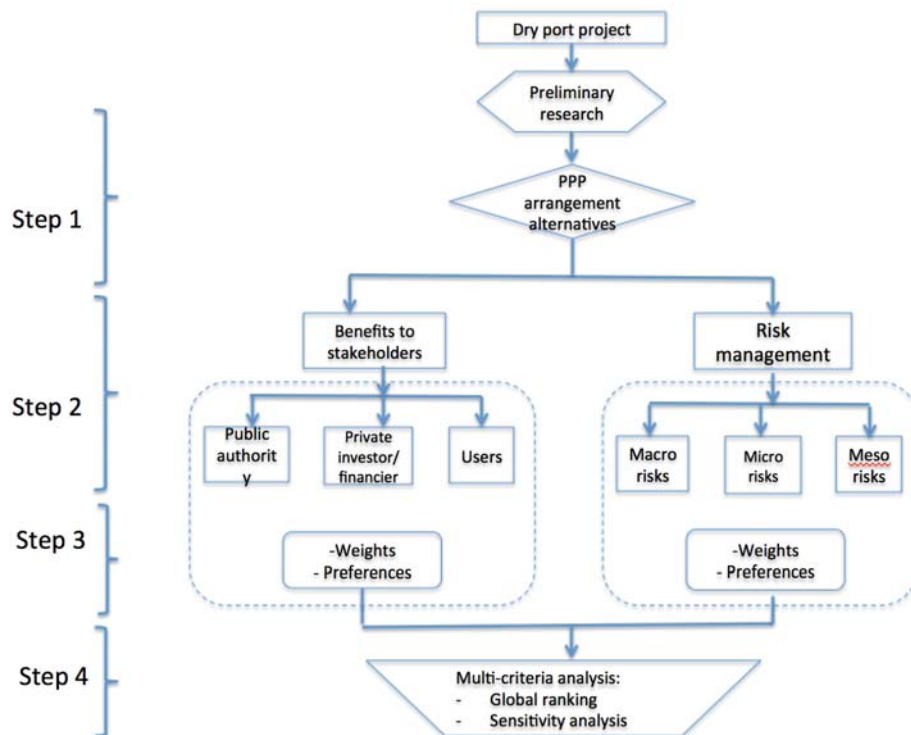 Dry port project
Preliminary
research
PPP
arrangement
alternatives
Step 1
Benefits to
stakeholders
Risk
management
Step 2
Public
authorit
y
Private
investor/
financier
Users
Macro
risks
Micro
risks
Meso
risks
Step 3
-Weights
- Preferences
-Weights
- Preferences
Step 4
Multi-criteria analysis:
- Global ranking
- Sensitivity analysis